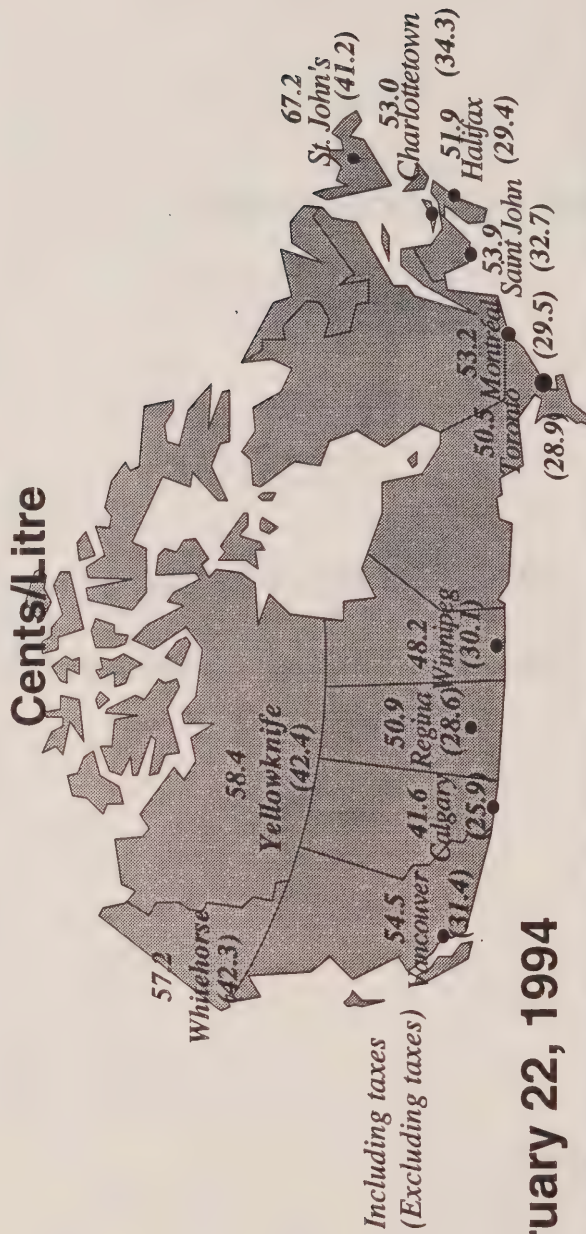 Cents/Litre
57.2
Whitehorse
(42.3)
58.4
Yellowknife
(42.4)
54.5
Vancouver
(31.4)
41.6
Calgary
(25.9)
50.9
Regina
(28.6)
48.2
Winnipeg
(30.1)
50.5
Toronto
(28.9)
53.2
Montréal
(29.5)
53.9
Saint John
(32.7)
51.9
Halifax
(29.4)
53.0
Charlottetown
(34.3)
67.2
St. John's
(41.2)
Including taxes
(Excluding taxes)
ruary 22, 1994